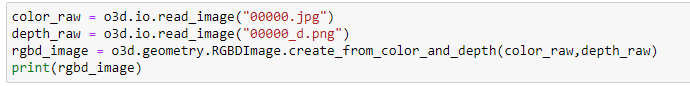 color_raw = o3d.io.read_image("00000.jpg")
depth_raw = o3d.io.read_image("00000_d.png")
rgbd_image = o3d.geometry.RGBDImage.create_from_color_and_depth(color_raw,depth_raw)
print(rgbd_image)